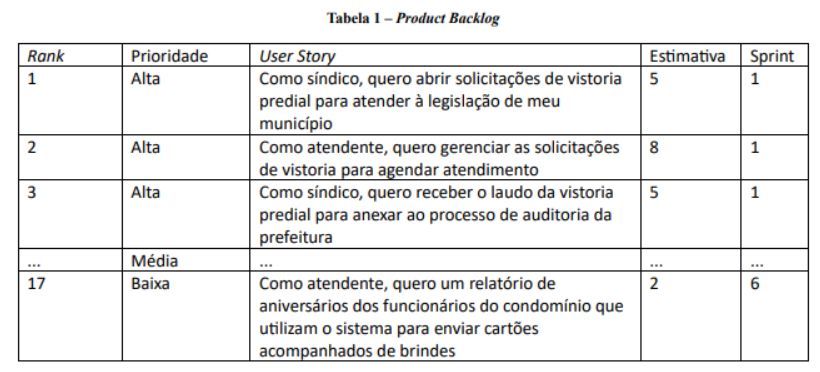 Tabela 1 – Product Backlog
Rank Prioridade User Story Estimativa Sprint
1 Alta Como síndico, quero abrir solicitações de vistoria 5 1
predial para atender à legislação de meu
município
2 Alta Como atendente, quero gerenciar as solicitações 8 1
de vistoria para agendar atendimento
3 Alta Como síndico, quero receber o laudo da vistoria 5 1
predial para anexar ao processo de auditoria da
prefeitura
... Média ... ... ...
17 Baixa Como atendente, quero um relatório de 2 6
aniversários dos funcionários do condomínio que
utilizam o sistema para enviar cartões
acompanhados de brindes